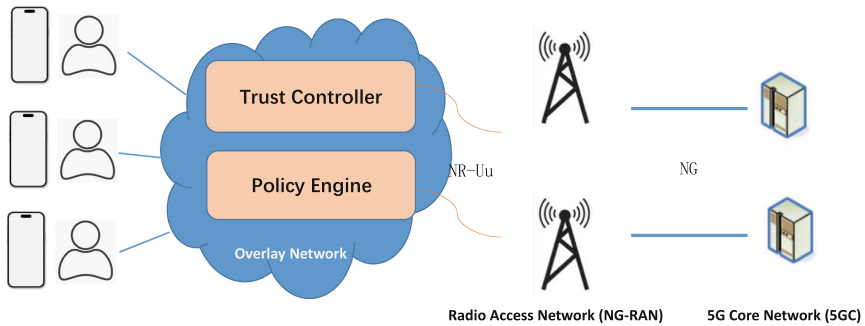 Trust Controller
Policy Engine
Overlay Network
NR-Uu
NG
Radio Access Network (NG-RAN)
5G Core Network (5GC)